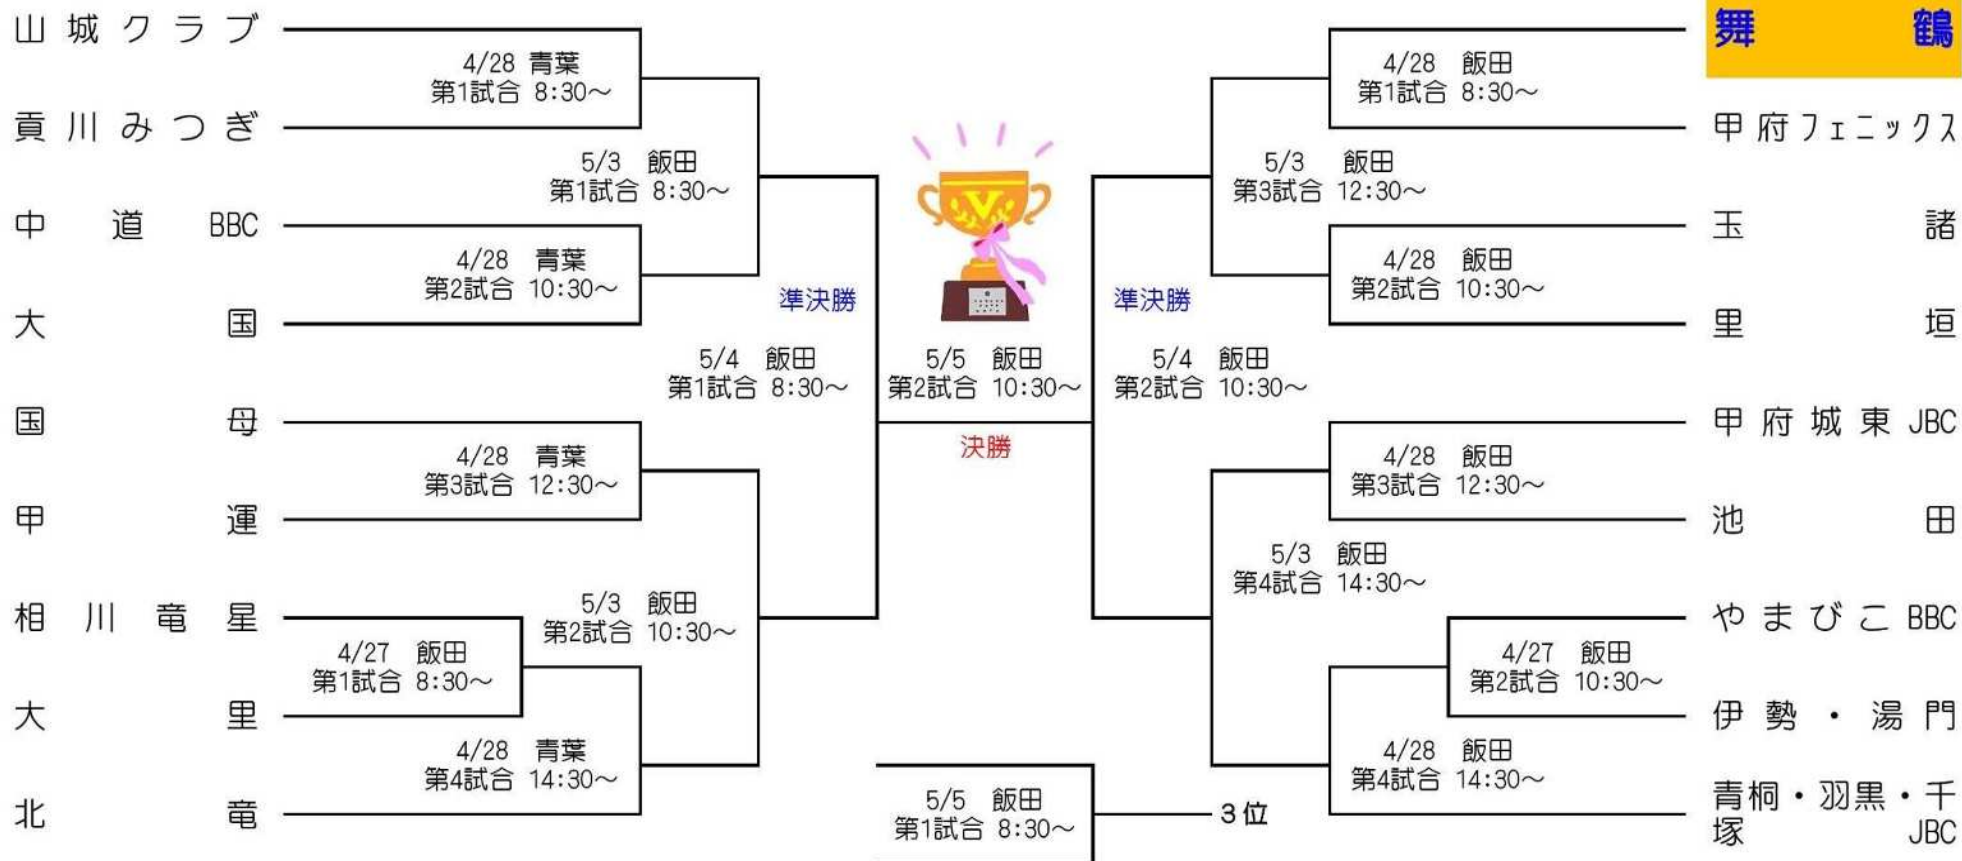 山城クラブ
4/28 青葉
第1試合 8:30～
貢川みつぎ
5/3 飯田
第1試合 8:30～
中道BBC
4/28 青葉
第2試合 10:30～
大国
準決勝
5/4 飯田
第1試合 8:30～
国母
4/28 青葉
第3試合 12:30～
甲運
相川竜星
5/3 飯田
第2試合 10:30～
4/27 飯田
第1試合 8:30～
大里
4/28 青葉
第4試合 14:30～
北竜
V
5/5 飯田
第2試合 10:30～
決勝
5/5 飯田
第1試合 8:30～
3位
舞鶴
4/28 飯田
第1試合 8:30～
甲府フェニックス
5/3 飯田
第3試合 12:30～
玉諸
4/28 飯田
第2試合 10:30～
里垣
準決勝
5/4 飯田
第2試合 10:30～
甲府城東JBC
4/28 飯田
第3試合 12:30～
池田
5/3 飯田
第4試合 14:30～
やまびこBBC
4/27 飯田
第2試合 10:30～
伊勢・湯門
4/28 飯田
第4試合 14:30～
青桐・羽黒・千
塚JBC